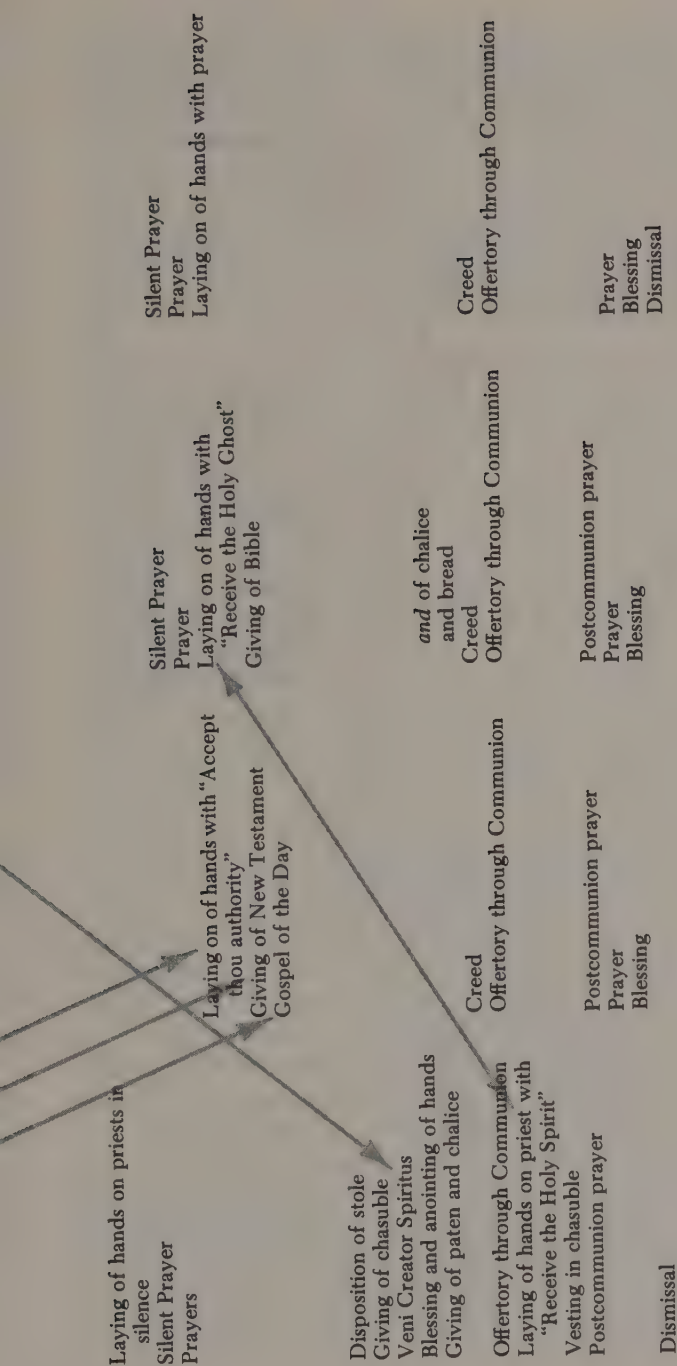 Laying of hands on priests in
silence
Silent Prayer
Prayers
Disposition of stole
Giving of chasuble
Veni Creator Spiritus
Blessing and anointing of hands
Giving of paten and chalice
Offertory through Communion
Laying of hands on priest with
“Receive the Holy Spirit”
Vesting in chasuble
Postcommunion prayer
Dismissal
Laying on of hands with “Accept
thou authority”
Giving of New Testament
Gospel of the Day
Creed
Offertory through Communion
Postcommunion prayer
Prayer
Blessing
Silent Prayer
Prayer
Laying on of hands with
“Receive the Holy Ghost”
Giving of Bible
and of chalice
and bread
Creed
Offertory through Communion
Postcommunion prayer
Prayer
Blessing
Silent Prayer
Prayer
Laying on of hands with prayer
Creed
Offertory through Communion
Prayer
Blessing
Dismissal